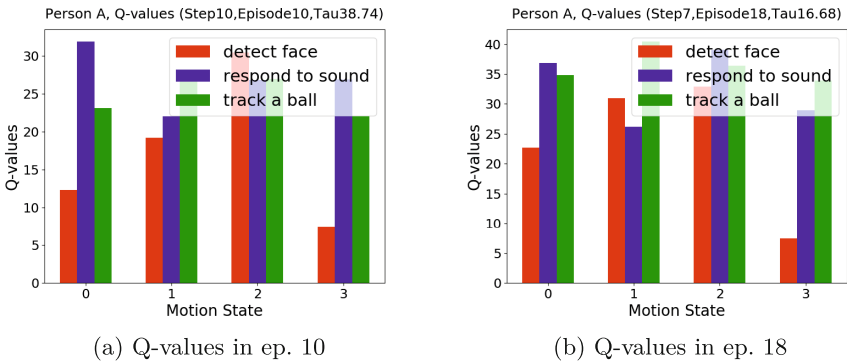 Person A, Q-values (Step10,Episode10,Tau38.74)
Q-values
30
25
20
15
10
5
0
detect face
respond to sound
track a ball
0 1 2 3
Motion State
(a) Q-values in ep. 10
Person A, Q-values (Step7,Episode18,Tau16.68)
Q-values
40
35
30
25
20
15
10
5
0
detect face
respond to sound
track a ball
0 1 2 3
Motion State
(b) Q-values in ep. 18